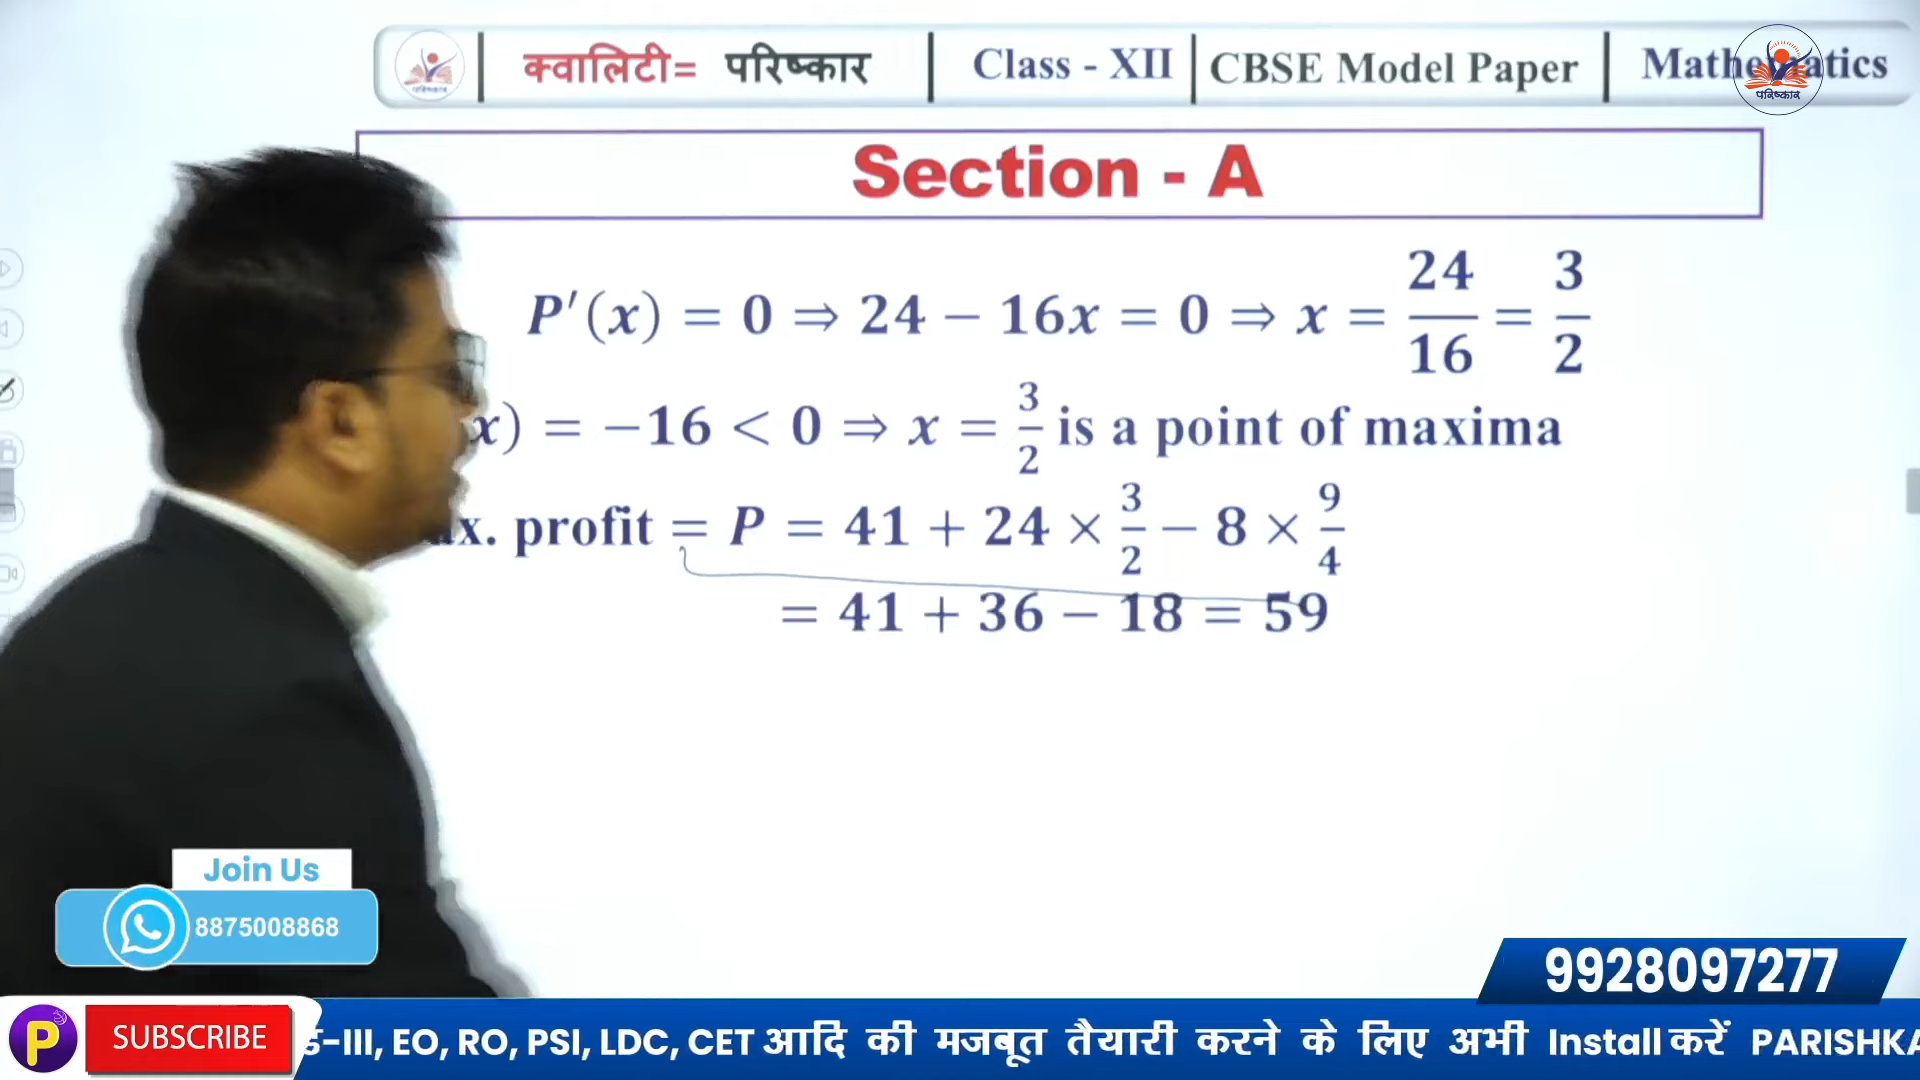 क्वालिटी= परिष्कार | Class - XII | CBSE Model Paper | Mathematics
परिष्कार
Section - A
P′(x) = 0 ⇒ 24 − 16x = 0 ⇒ x = 24/16 = 3/2
x) = −16 < 0 ⇒ x = 3/2 is a point of maxima
x. profit = P = 41 + 24 × 3/2 − 8 × 9/4
= 41 + 36 − 18 = 59
Join Us
8875008868
9928097277
P SUBSCRIBE
-III, EO, RO, PSI, LDC, CET आदि की मजबूत तैयारी करने के लिए अभी Install करें PARISHKA